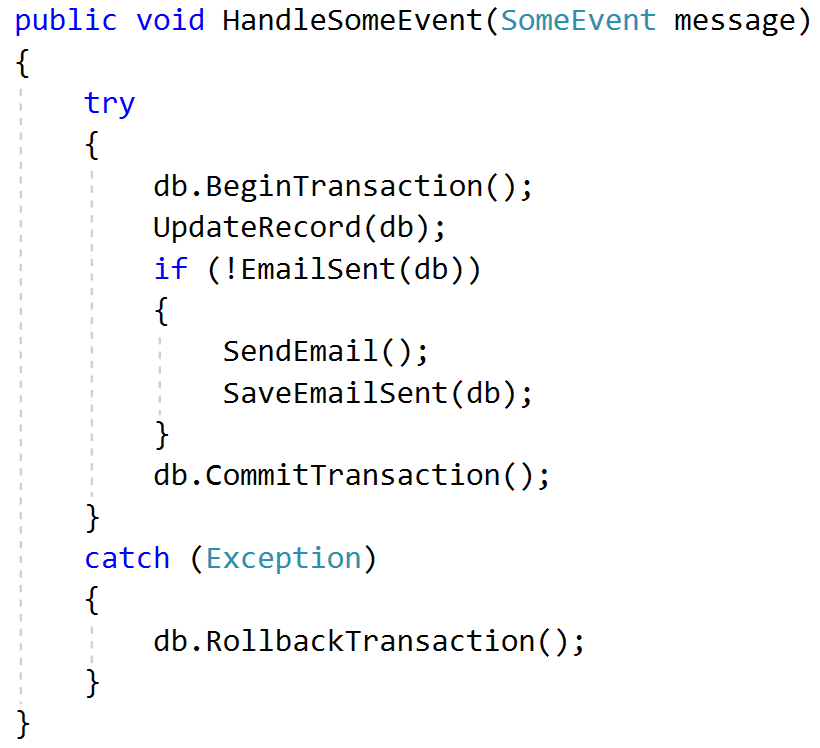 public void HandleSomeEvent(SomeEvent message)
{
    try
    {
        db.BeginTransaction();
        UpdateRecord(db);
        if (!EmailSent(db))
        {
            SendEmail();
            SaveEmailSent(db);
        }
        db.CommitTransaction();
    }
    catch (Exception)
    {
        db.RollbackTransaction();
    }
}